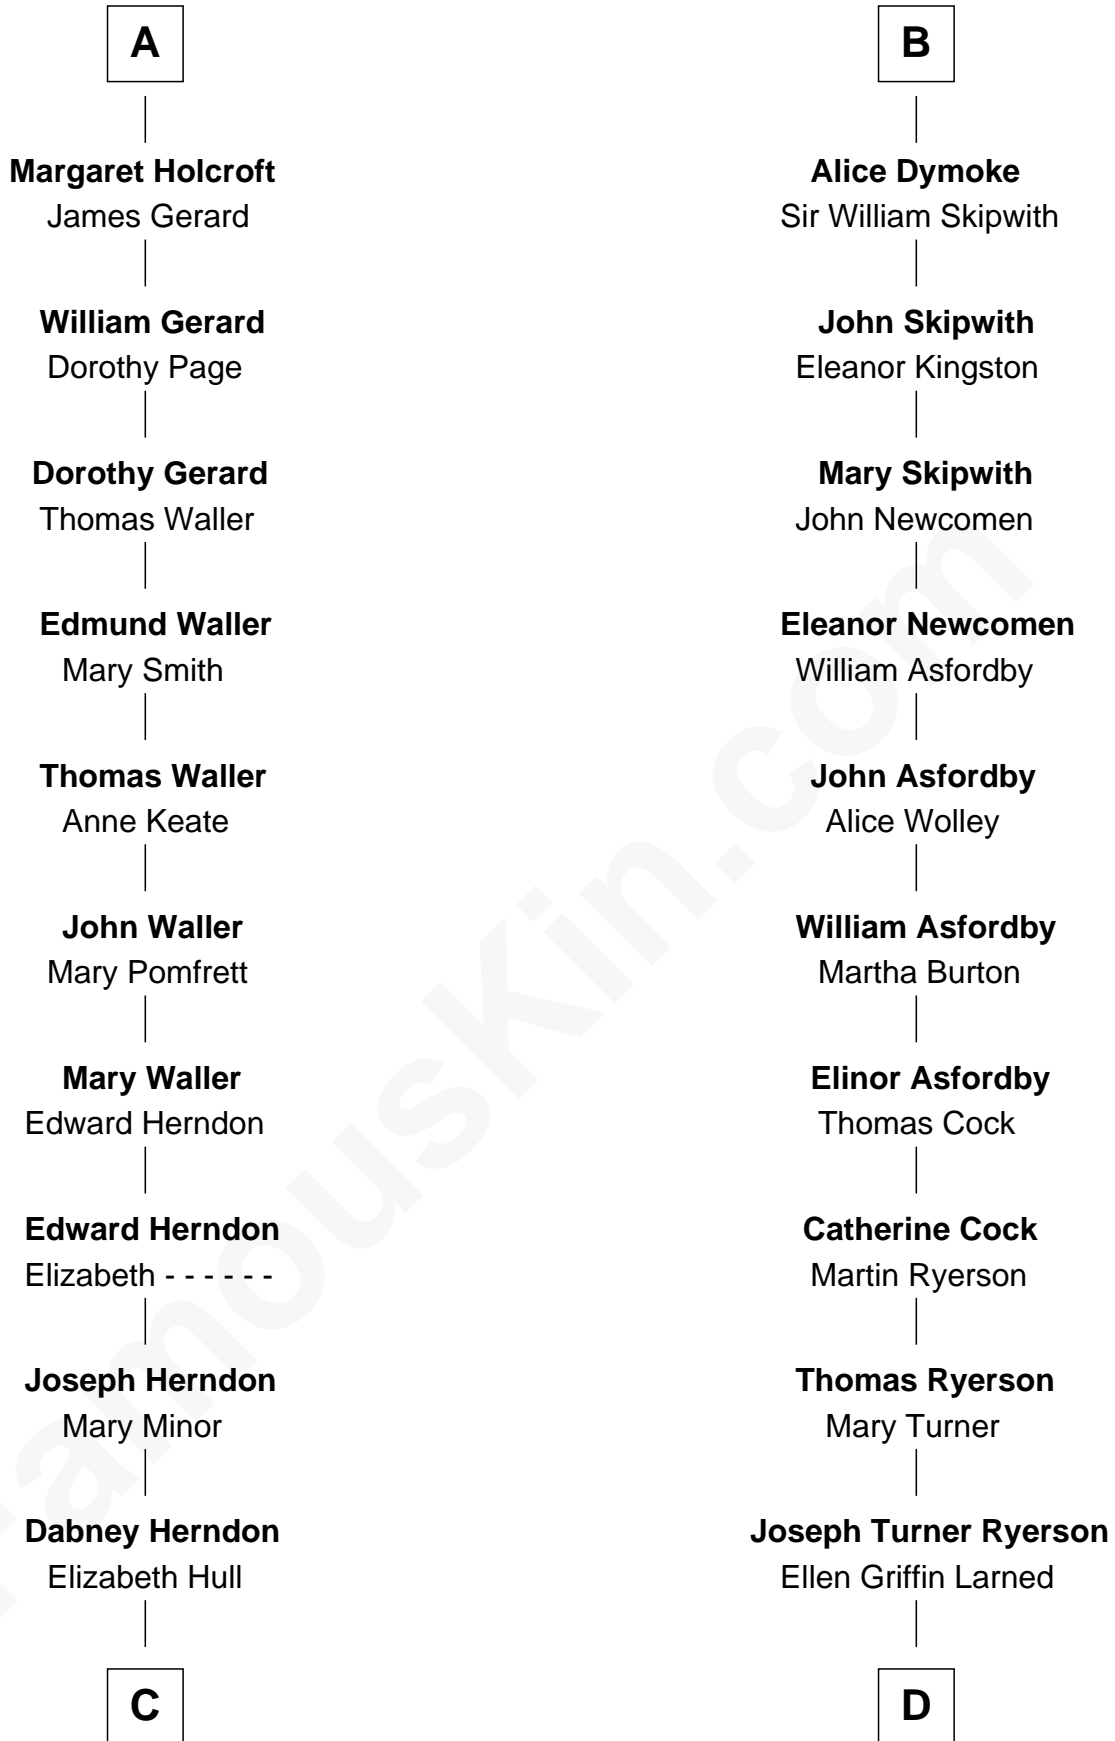 A
Margaret Holcroft
James Gerard
William Gerard
Dorothy Page
Dorothy Gerard
Thomas Waller
Edmund Waller
Mary Smith
Thomas Waller
Anne Keate
John Waller
Mary Pomfrett
Mary Waller
Edward Herndon
Edward Herndon
Elizabeth - - - - - -
Joseph Herndon
Mary Minor
Dabney Herndon
Elizabeth Hull
C
B
Alice Dymoke
Sir William Skipwith
John Skipwith
Eleanor Kingston
Mary Skipwith
John Newcomen
Eleanor Newcomen
William Asfordby
John Asfordby
Alice Wolley
William Asfordby
Martha Burton
Elinor Asfordby
Thomas Cock
Catherine Cock
Martin Ryerson
Thomas Ryerson
Mary Turner
Joseph Turner Ryerson
Ellen Griffin Larned
D
FamousKin.com